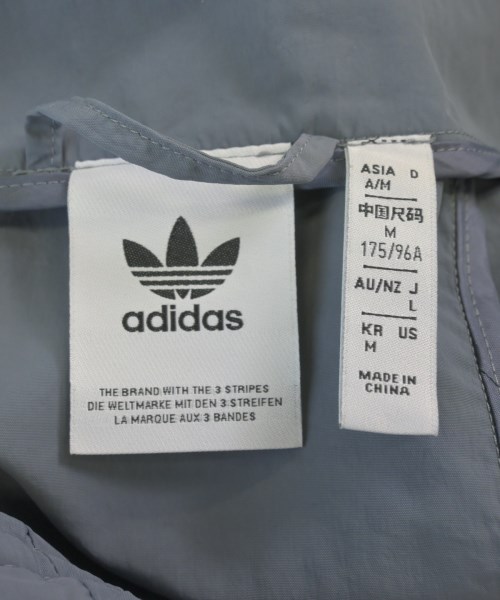 adidas
THE BRAND WITH THE 3 STRIPES
DIE WELTMARKE MIT DEN 3 STREIFEN
LA MARQUE AUX 3 BANDES
ASIA D
A/M
中国尺码
M
175/96A
AU/NZ J
L
KR US
M
MADE IN
CHINA